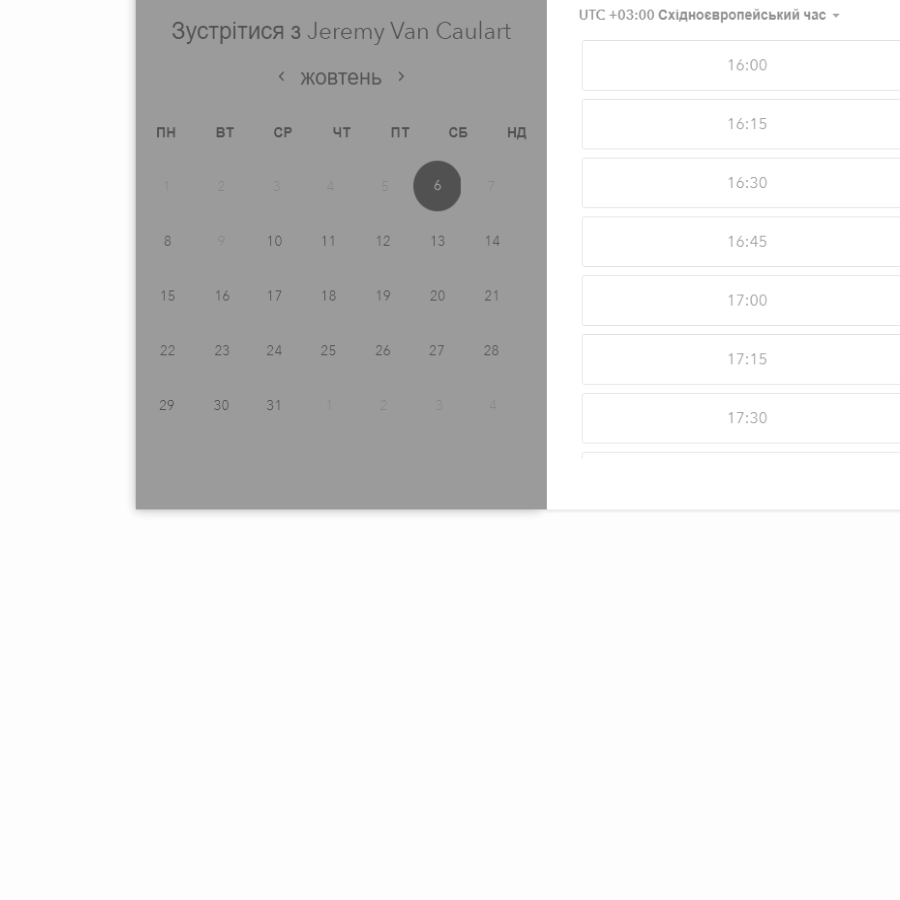 Зустрітися з Jeremy Van Caulart
жовтень
ПН ВТ СР ЧТ ПТ СБ НД
1 2 3 4 5 6 7
8 9 10 11 12 13 14
15 16 17 18 19 20 21
22 23 24 25 26 27 28
29 30 31 1 2 3 4
UTC +03:00 Східноєвропейський час
16:00
16:15
16:30
16:45
17:00
17:15
17:30